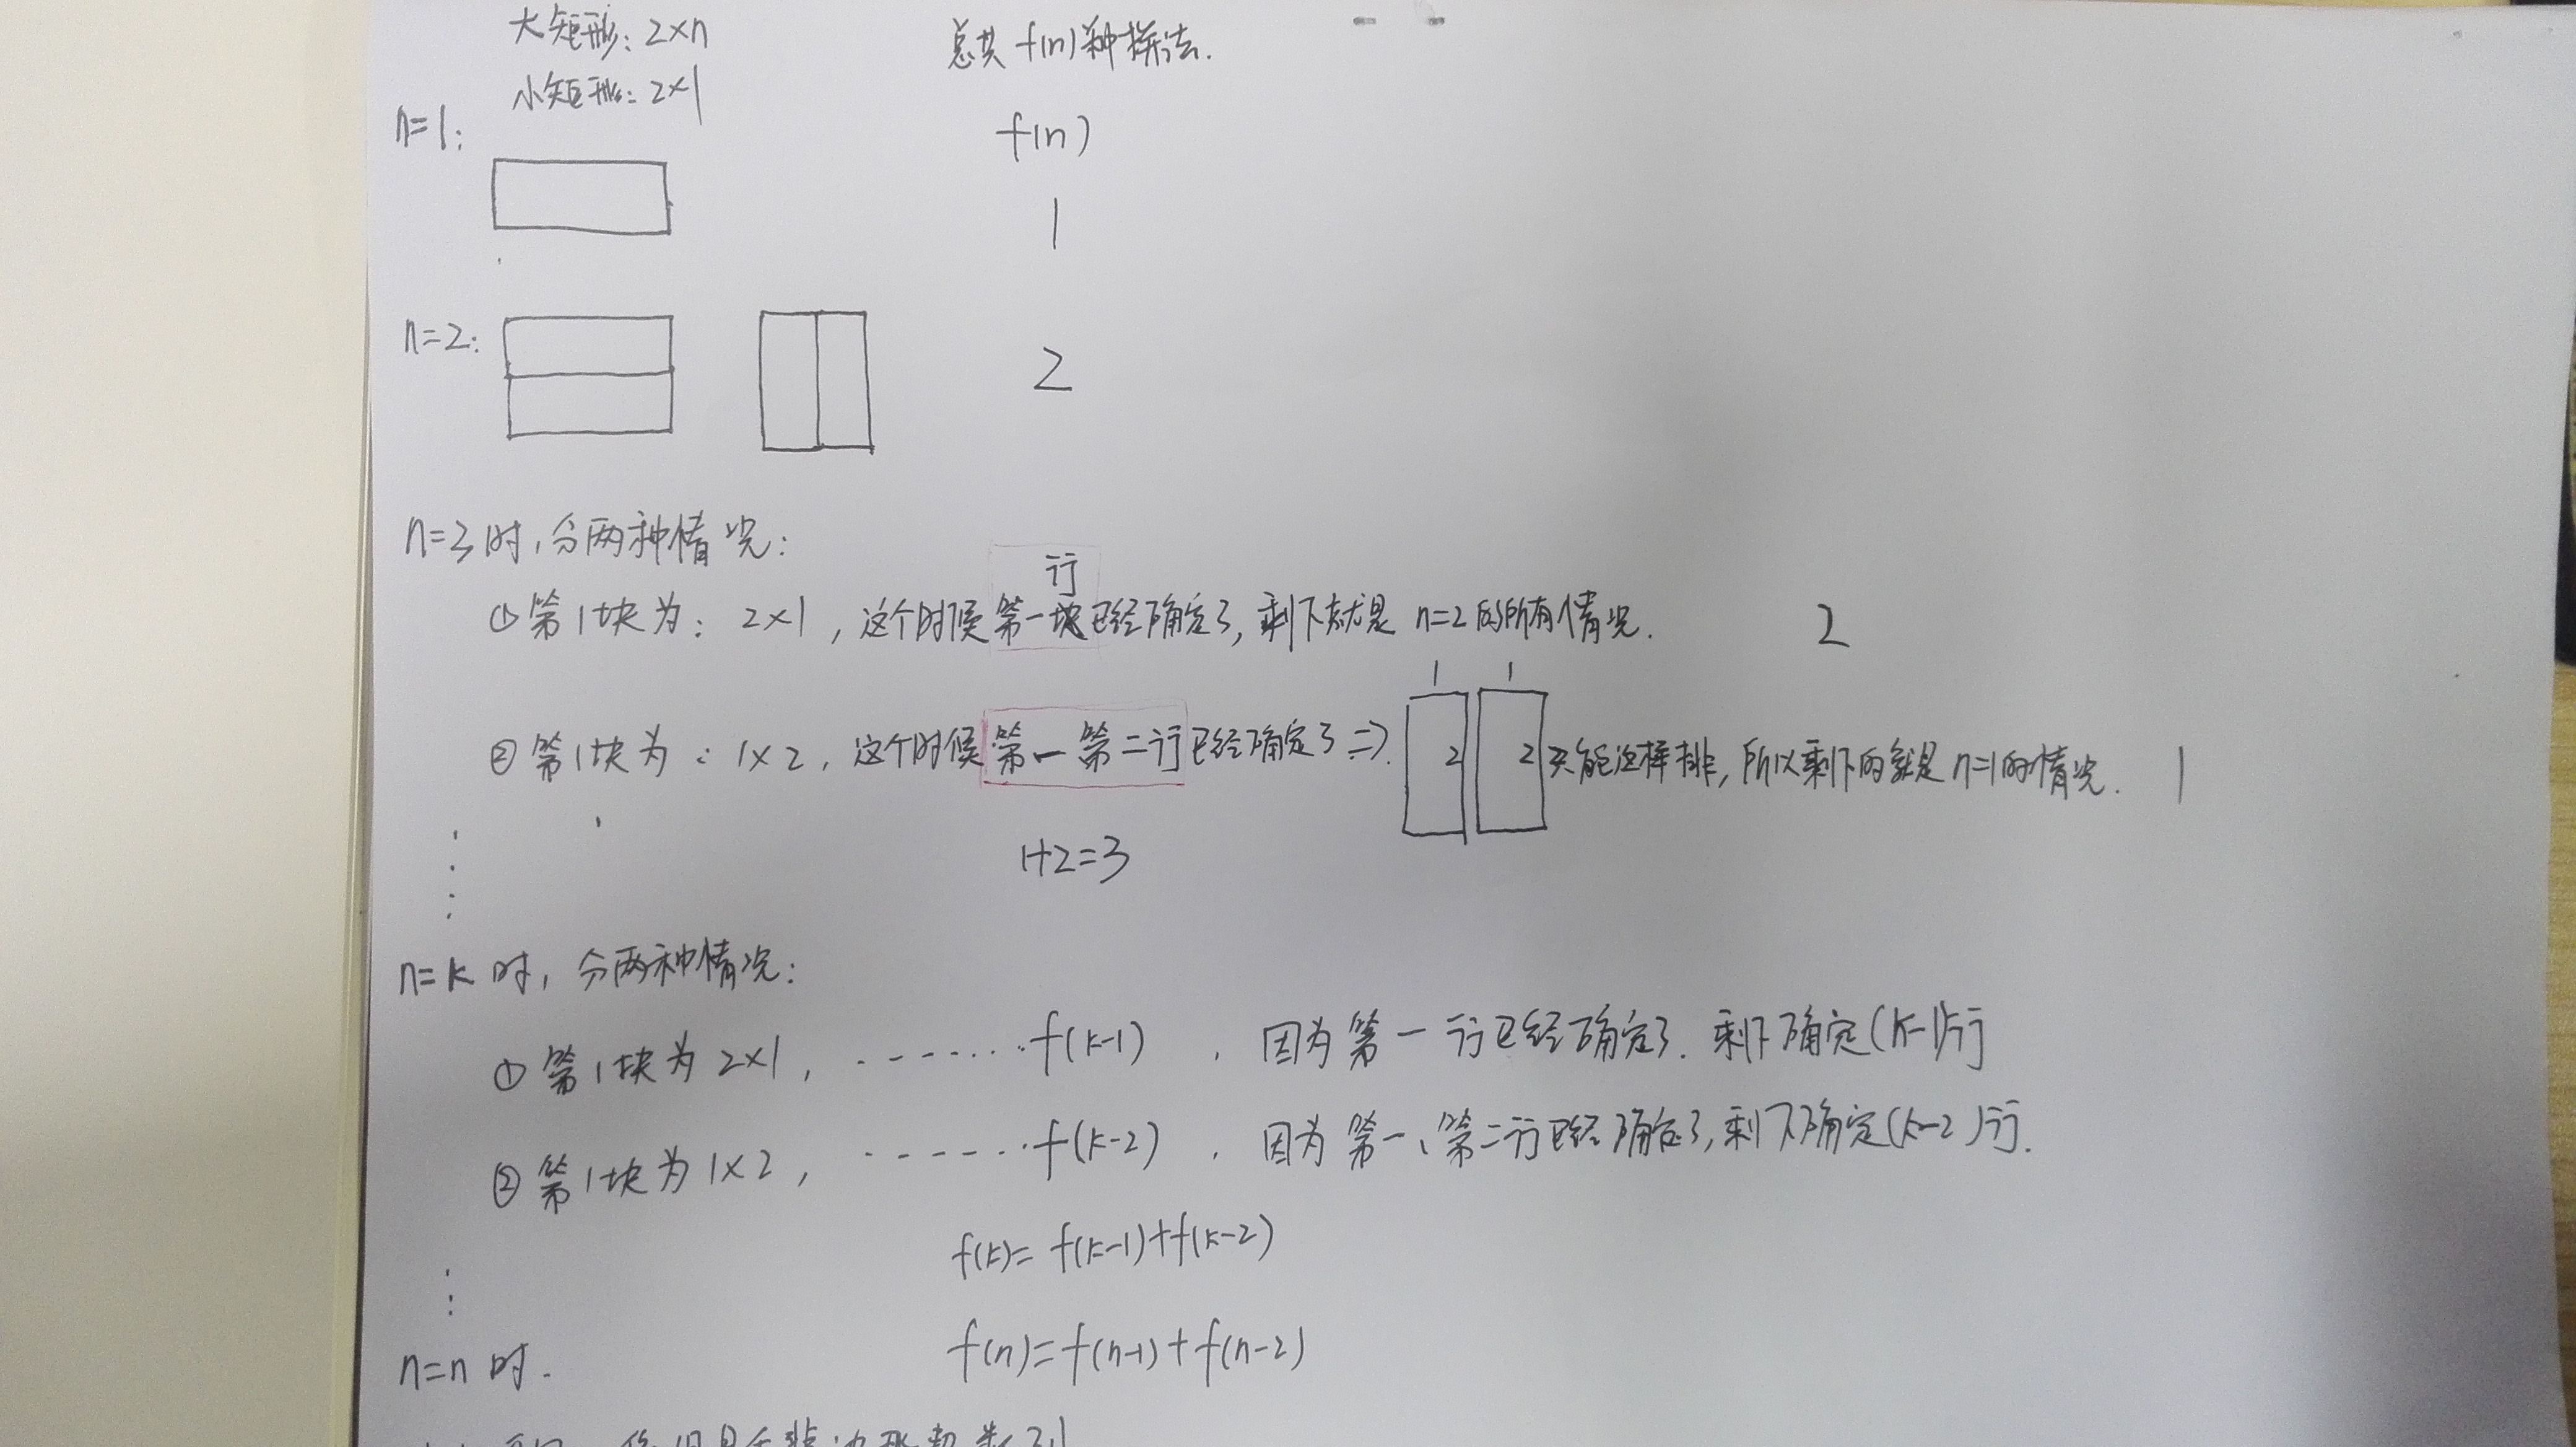 大矩形：2×n 总共 f(n) 种拼法.
小矩形：2×1
n=1： f(n)
1
n=2： 2
n=3时，分两种情况：
行
① 第1块为：2×1，这个时候第一块已经确定了，剩下就是 n=2的所有情况. 2
1 1
② 第1块为：1×2，这个时候第一第二行已经确定了⇒ 2 2 只能这样排，所以剩下的就是 n=1的情况. 1
1+2=3
n=k 时，分两种情况：
① 第1块为 2×1，-------f(k-1)，因为第一行已经确定了. 剩下确定(k-1)行
② 第1块为 1×2，-------f(k-2)，因为第一、第二行已经确定了，剩下确定(k-2)行.
f(k)= f(k-1)+f(k-2)
n=n 时. f(n)=f(n-1)+f(n-2)